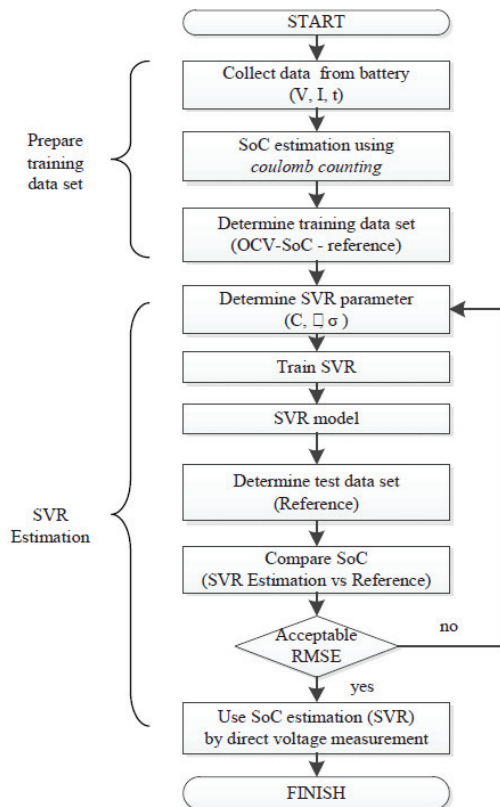 START
Collect data from battery
(V, I, t)
Prepare
training
data set
SoC estimation using
coulomb counting
Determine training data set
(OCV-SoC - reference)
Determine SVR parameter
(C, □, σ )
Train SVR
SVR model
Determine test data set
(Reference)
SVR
Estimation
Compare SoC
(SVR Estimation vs Reference)
Acceptable
RMSE
no
yes
Use SoC estimation (SVR)
by direct voltage measurement
FINISH